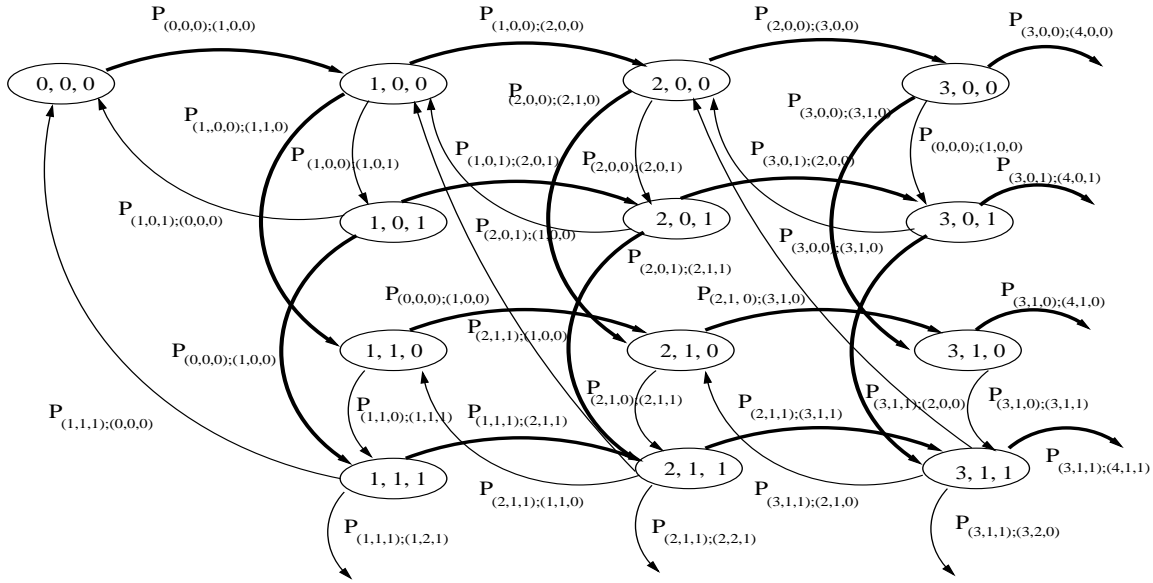 P(0,0,0);(1,0,0)
P(1,0,0);(2,0,0)
P(2,0,0);(3,0,0)
P(3,0,0);(4,0,0)
0, 0, 0
1, 0, 0
2, 0, 0
3, 0, 0
P(1,,0,0);(1,1,0)
P(2,0,0);(2,1,0)
P(3,0,0);(3,1,0)
P(1,0,0);(1,0,1)
P(1,0,1);(2,0,1)
P(2,0,0);(2,0,1)
P(3,0,1);(2,0,0)
P(0,0,0);(1,0,0)
P(3,0,1);(4,0,1)
P(1,0,1);(0,0,0)
1, 0, 1
2, 0, 1
3, 0, 1
P(2,0,1);(1,0,0)
P(2,0,1);(2,1,1)
P(3,0,0);(3,1,0)
P(0,0,0);(1,0,0)
P(2,1, 0);(3,1,0)
P(3,1,0);(4,1,0)
P(2,1,1);(1,0,0)
P(0,0,0);(1,0,0)
1, 1, 0
2, 1, 0
3, 1, 0
P(1,1,1);(0,0,0)
P(1,1,0);(1,1,1)
P(1,1,1);(2,1,1)
P(2,1,0);(2,1,1)
P(2,1,1);(3,1,1)
P(3,1,1);(2,0,0)
P(3,1,0);(3,1,1)
P(3,1,1);(4,1,1)
1, 1, 1
2, 1, 1
3, 1, 1
P(2,1,1);(1,1,0)
P(3,1,1);(2,1,0)
P(1,1,1);(1,2,1)
P(2,1,1);(2,2,1)
P(3,1,1);(3,2,0)